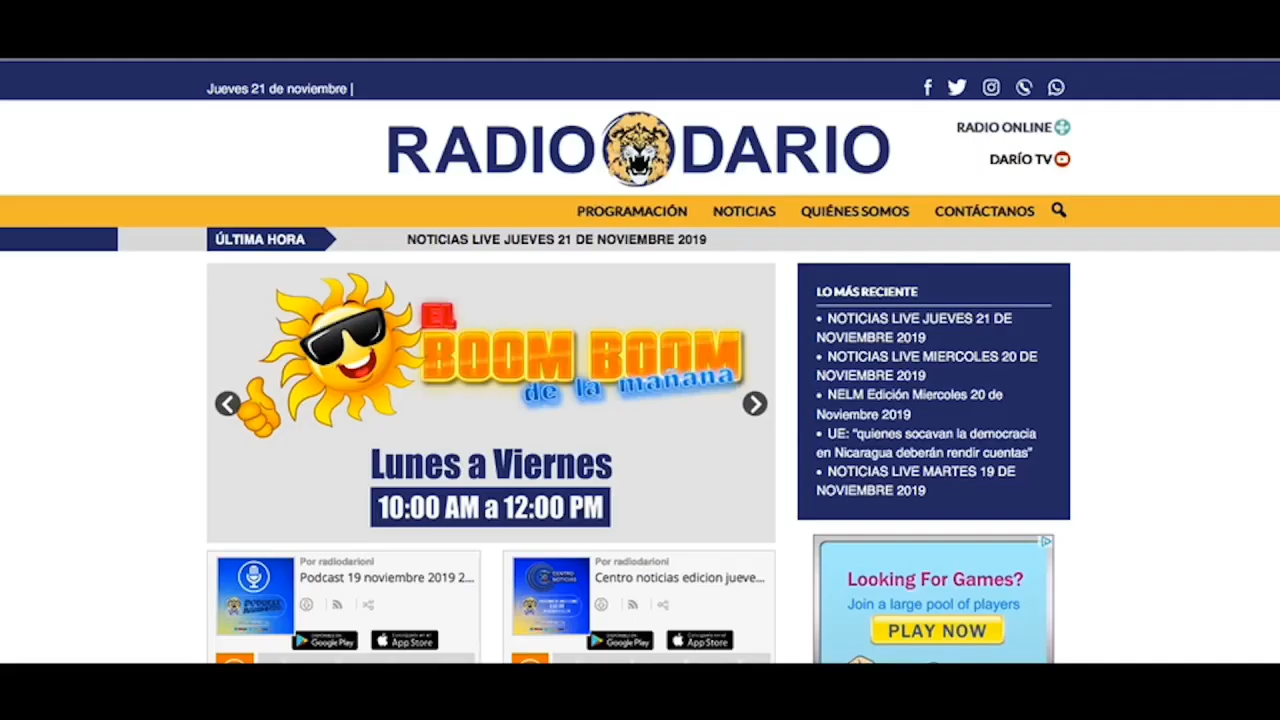 Jueves 21 de noviembre |
RADIO DARIO
RADIO ONLINE
DARÍO TV
PROGRAMACIÓN NOTICIAS QUIÉNES SOMOS CONTÁCTANOS
ÚLTIMA HORA NOTICIAS LIVE JUEVES 21 DE NOVIEMBRE 2019
EL
BOOM BOOM
de la mañana
Lunes a Viernes
10:00 AM a 12:00 PM
LO MÁS RECIENTE
• NOTICIAS LIVE JUEVES 21 DE
NOVIEMBRE 2019
• NOTICIAS LIVE MIERCOLES 20 DE
NOVIEMBRE 2019
• NELM Edición Miercoles 20 de
Noviembre 2019
• UE: "quienes socavan la democracia
en Nicaragua deberán rendir cuentas"
• NOTICIAS LIVE MARTES 19 DE
NOVIEMBRE 2019
Por radiodarioni
Podcast 19 noviembre 2019 2...
Google Play
App Store
Por radiodarioni
Centro noticias edicion jueve...
CENTRO
NOTICIAS
Google Play
App Store
Looking For Games?
Join a large pool of players
PLAY NOW